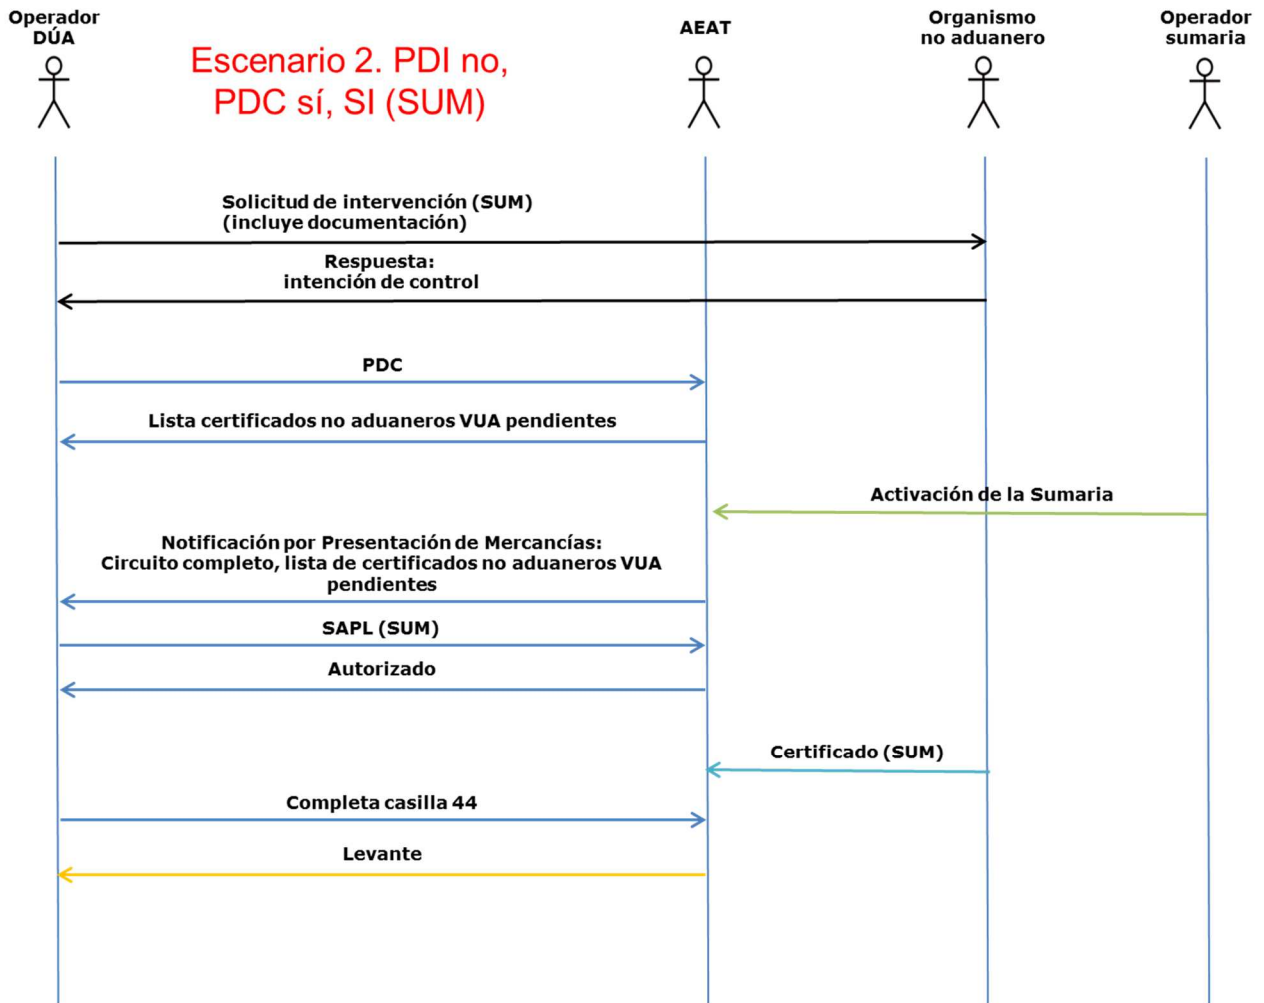 Operador
DÚA
Escenario 2. PDI no,
PDC sí, SI (SUM)
AEAT
Organismo
no aduanero
Operador
sumaria
Solicitud de intervención (SUM)
(incluye documentación)
Respuesta:
intención de control
PDC
Lista certificados no aduaneros VUA pendientes
Activación de la Sumaria
Notificación por Presentación de Mercancías:
Circuito completo, lista de certificados no aduaneros VUA
pendientes
SAPL (SUM)
Autorizado
Certificado (SUM)
Completa casilla 44
Levante